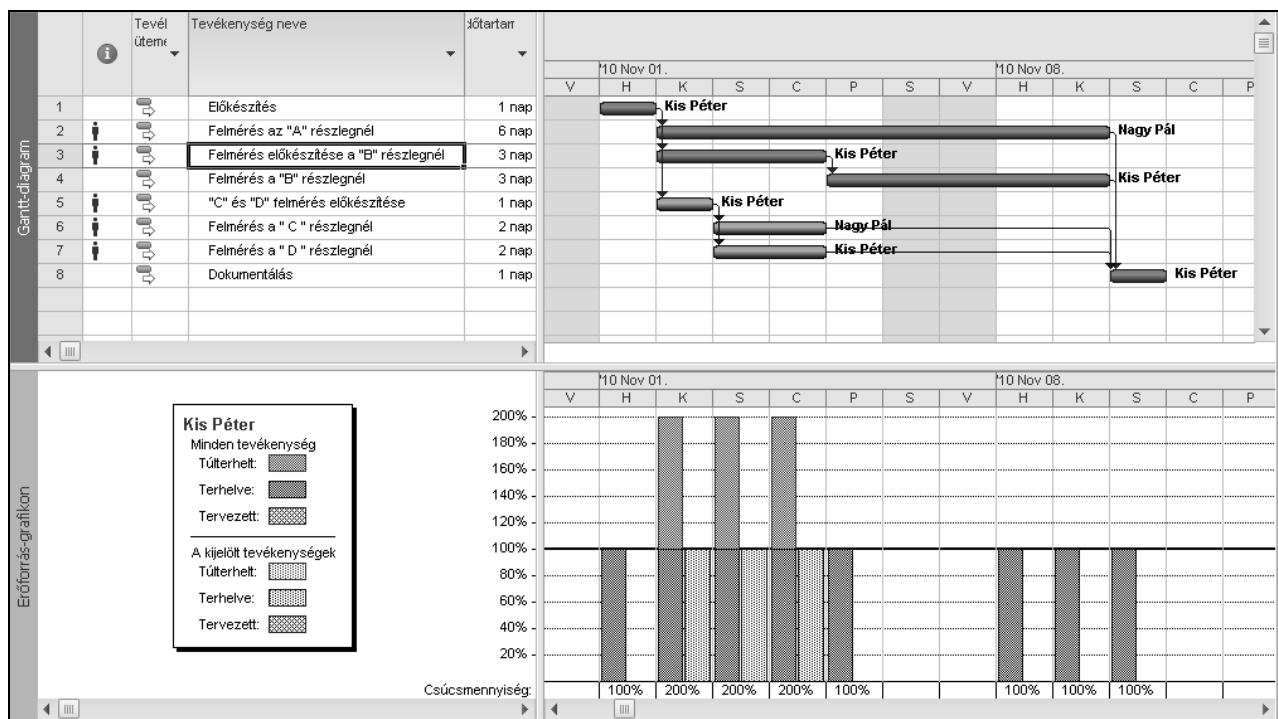 Gantt-diagram
Tevél Tevékenység neve
üteme
'10 Nov 01. '10 Nov 08.
V H K S C P S V H K S C P
1 Előkészítés 1 nap Kis Péter
2 Felmérés az "A" részlegnél 6 nap Nagy Pál
3 Felmérés előkészítése a "B" részlegnél 3 nap Kis Péter
4 Felmérés a "B" részlegnél 3 nap Kis Péter
5 "C" és "D" felmérés előkészítése 1 nap Kis Péter
6 Felmérés a " C " részlegnél 2 nap Nagy Pál
7 Felmérés a " D " részlegnél 2 nap Kis Péter
8 Dokumentálás 1 nap Kis Péter
Erőforrás-grafikon
Kis Péter
Minden tevékenység
Túlterhelt:
Terhelve:
Tervezett:
A kijelölt tevékenységek
Túlterhelt:
Terhelve:
Tervezett:
'10 Nov 01. '10 Nov 08.
V H K S C P S V H K S C P
200%
180%
160%
140%
120%
100%
80%
60%
40%
20%
Csúcsmennyiség: 100% 200% 200% 200% 100% 100% 100% 100%